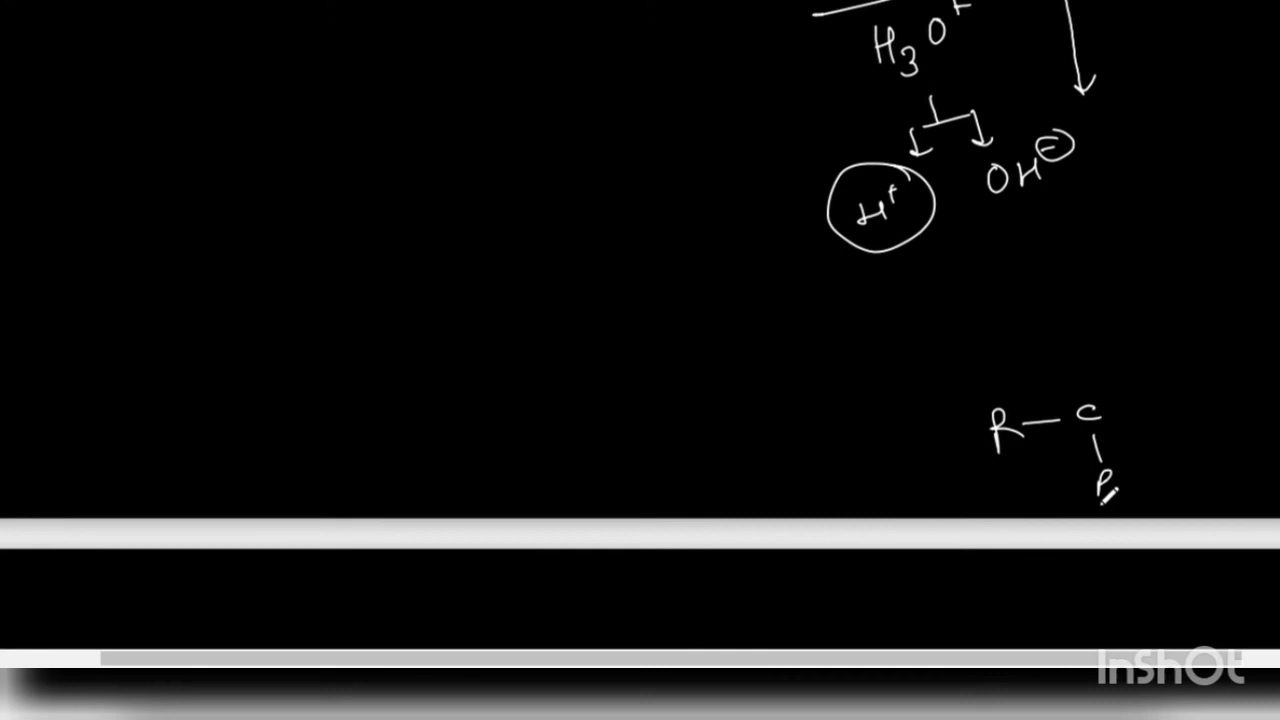 H3O+
H+ OH⊖
R — C
R
InShOt